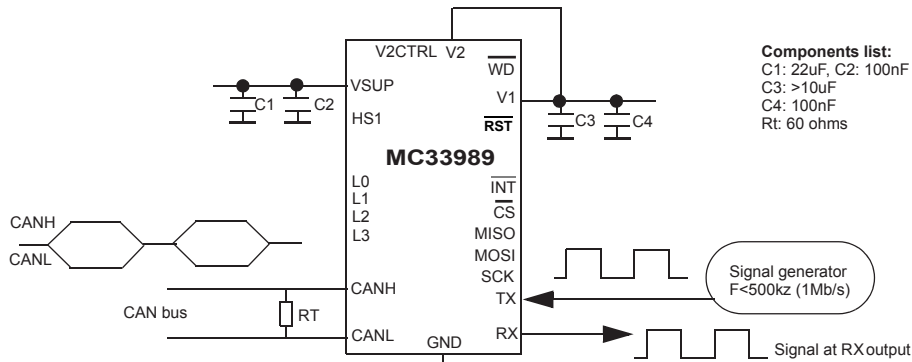 V2CTRL V2
WD
VSUP
V1
C1
C2
HS1
RST
C3
C4
MC33989
L0
L1
L2
L3
INT
CS
MISO
MOSI
SCK
TX
RX
CANH
CANL
GND
CANH
CANL
CAN bus
RT
Signal generator
F<500kz (1Mb/s)
Signal at RX output
Components list:
C1: 22uF, C2: 100nF
C3: >10uF
C4: 100nF
Rt: 60 ohms